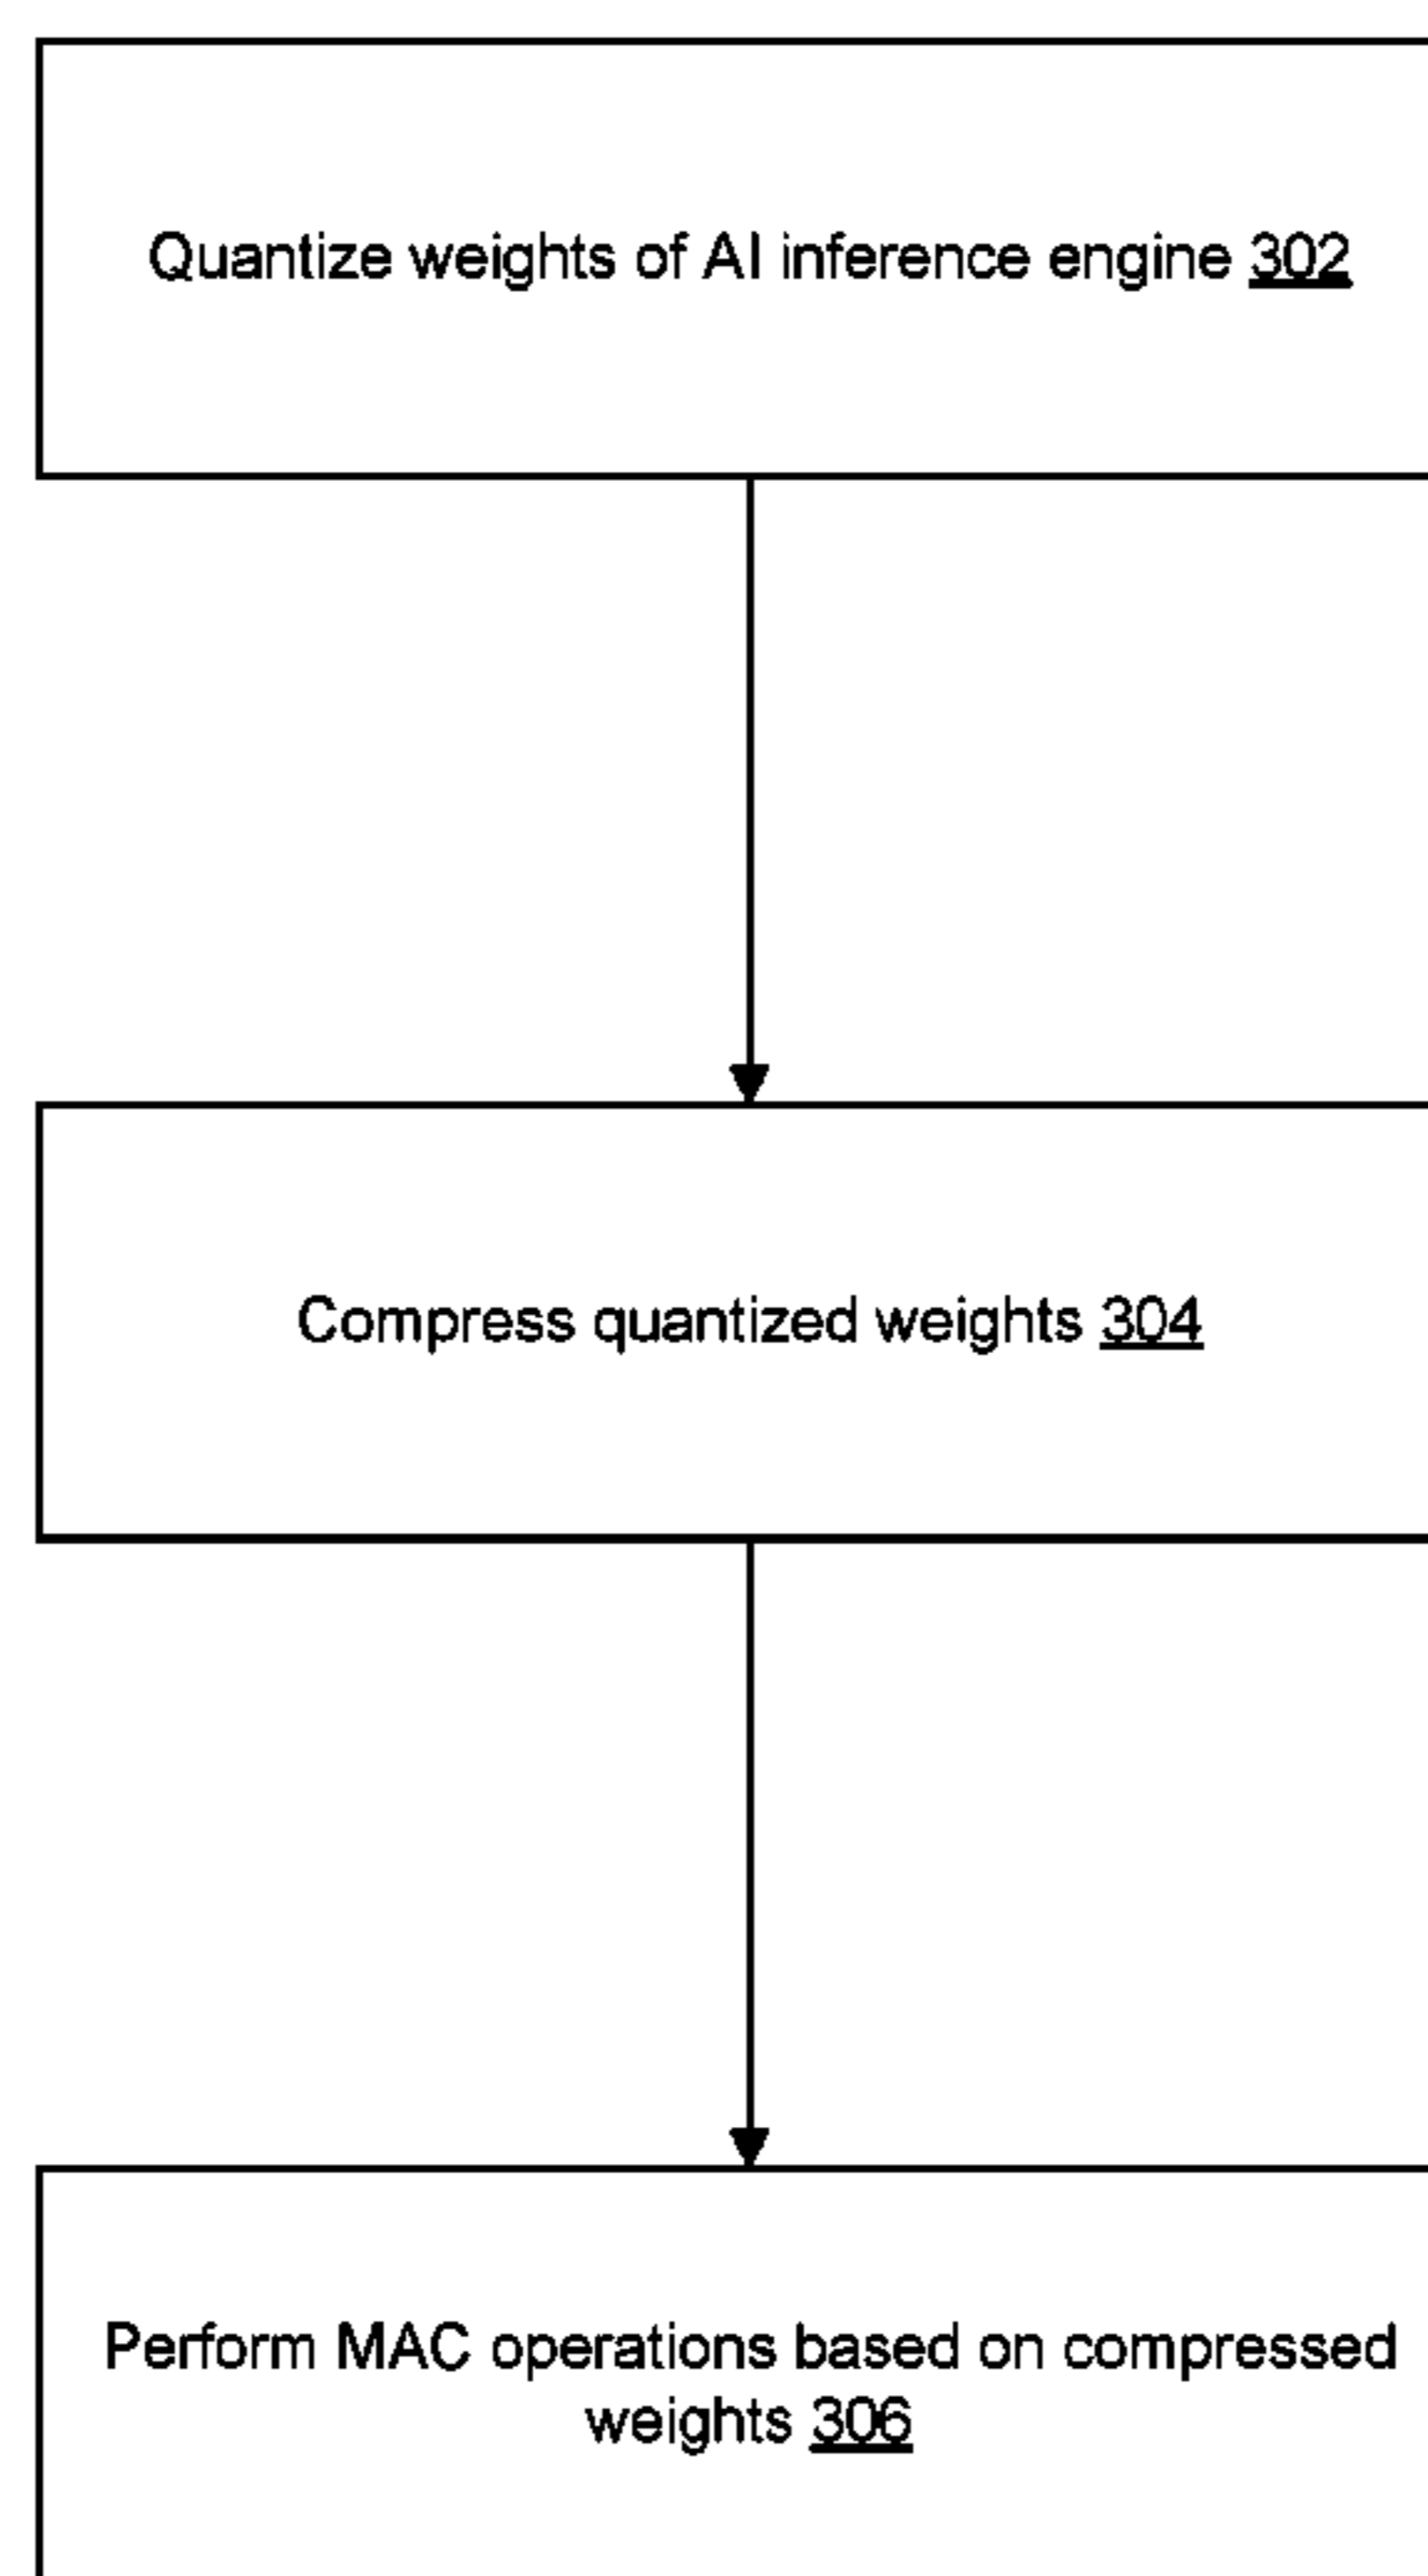 Quantize weights of AI inference engine 302
Compress quantized weights 304
Perform MAC operations based on compressed
weights 306